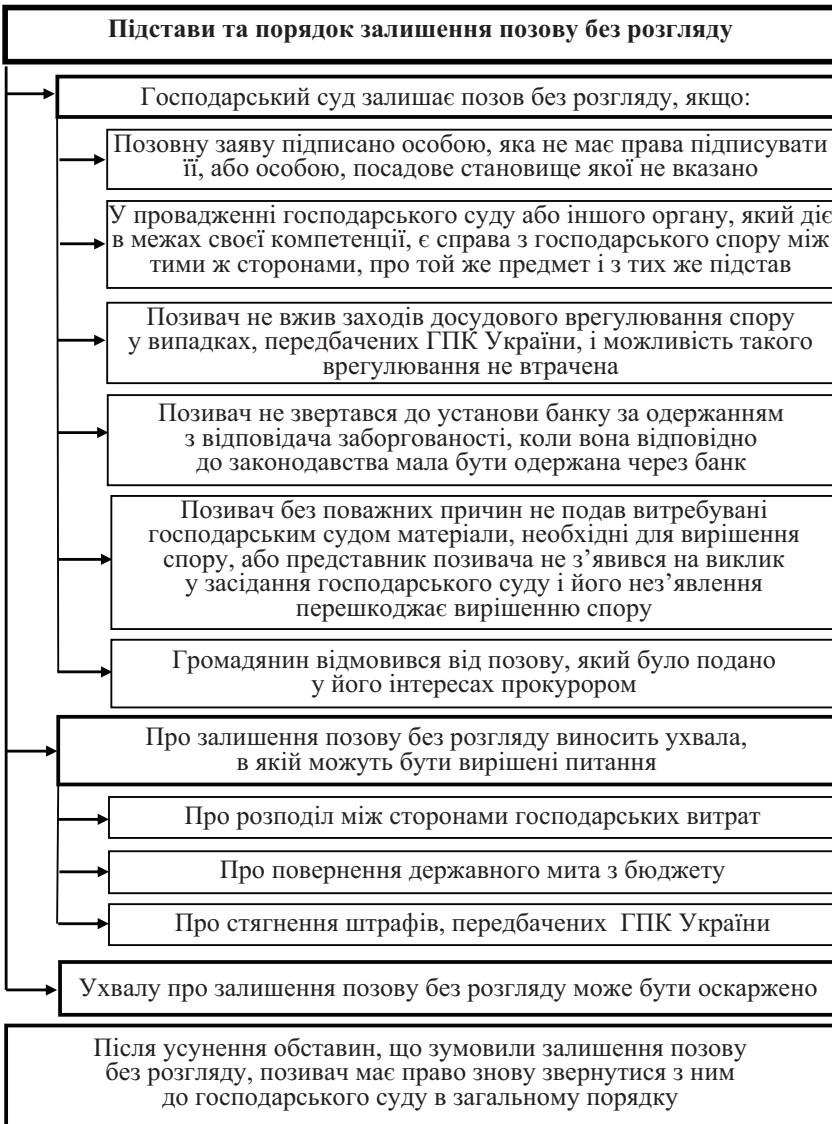 Підстави та порядок залишення позову без розгляду
Господарський суд залишає позов без розгляду, якщо:
Позовну заяву підписано особою, яка не має права підписувати
її, або особою, посадове становище якої не вказано
У провадженні господарського суду або іншого органу, який діє
в межах своєї компетенції, є справа з господарського спору між
тими ж сторонами, про той же предмет і з тих же підстав
Позивач не вжив заходів досудового врегулювання спору
у випадках, передбачених ГПК України, і можливість такого
врегулювання не втрачена
Позивач не звертався до установи банку за одержанням
з відповідача заборгованості, коли вона відповідно
до законодавства мала бути одержана через банк
Позивач без поважних причин не подав витребувані
господарським судом матеріали, необхідні для вирішення
спору, або представник позивача не з’явився на виклик
у засідання господарського суду і його нез’явлення
перешкоджає вирішенню спору
Громадянин відмовився від позову, який було подано
у його інтересах прокурором
Про залишення позову без розгляду виносить ухвала,
в якій можуть бути вирішені питання
Про розподіл між сторонами господарських витрат
Про повернення державного мита з бюджету
Про стягнення штрафів, передбачених ГПК України
Ухвалу про залишення позову без розгляду може бути оскаржено
Після усунення обставин, що зумовили залишення позову
без розгляду, позивач має право знову звернутися з ним
до господарського суду в загальному порядку